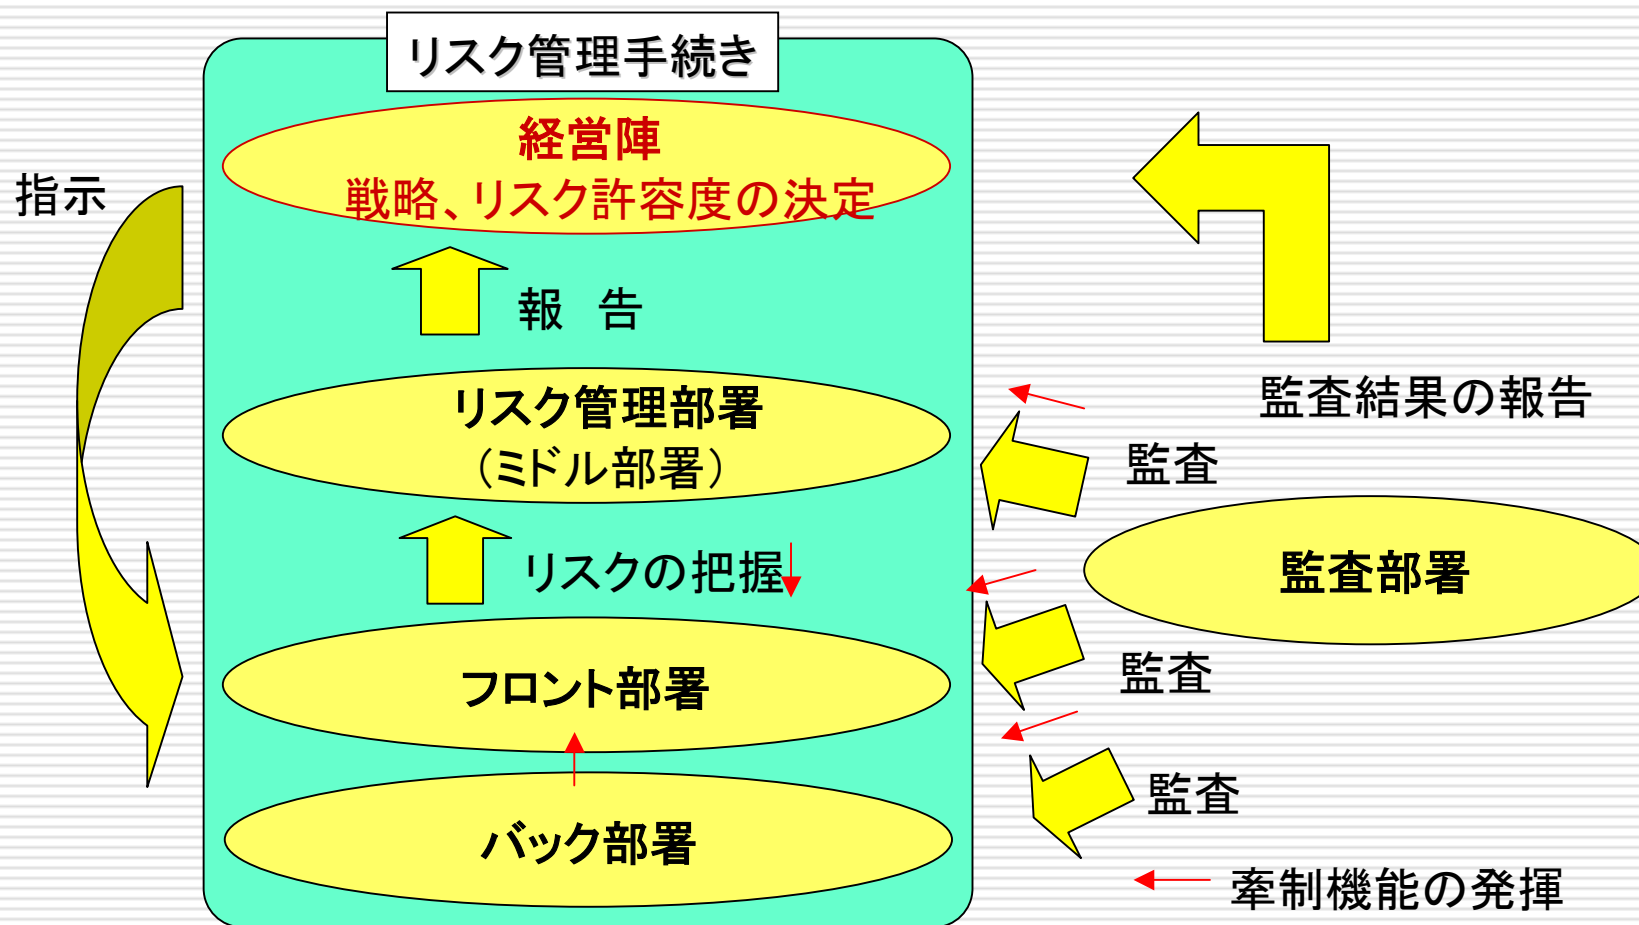 リスク管理手続き
経営陣
戦略、リスク許容度の決定
指示
報　告
リスク管理部署
（ミドル部署）
監査結果の報告
監査
リスクの把握
監査部署
フロント部署
監査
バック部署
監査
牽制機能の発揮